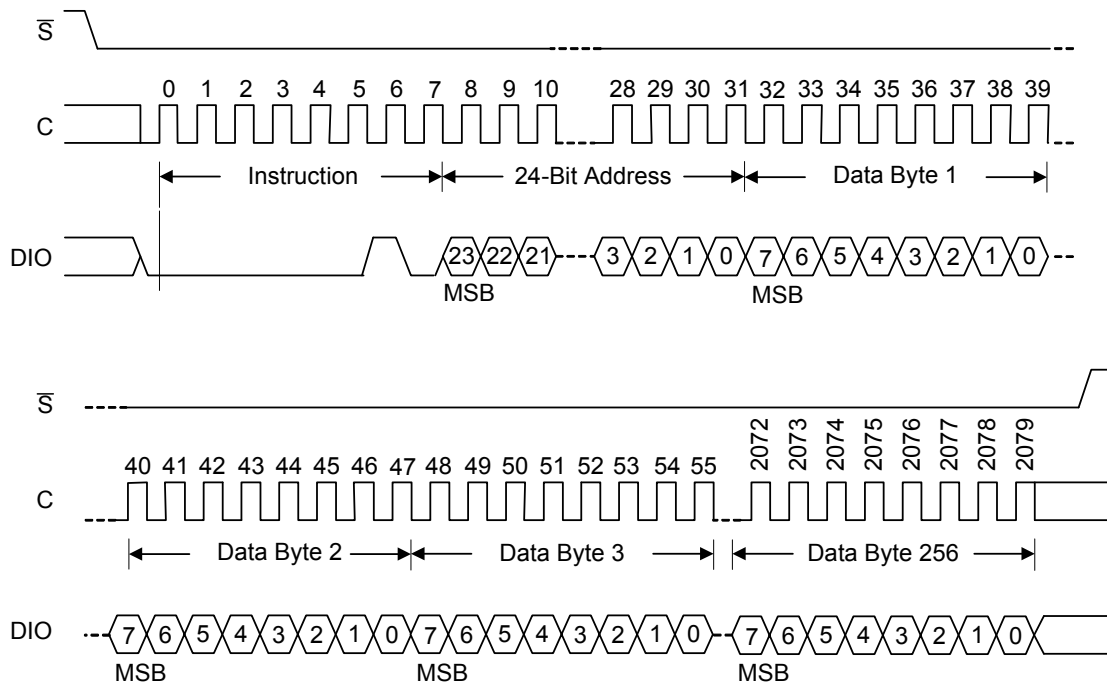 S̅
0 1 2 3 4 5 6 7 8 9 10 28 29 30 31 32 33 34 35 36 37 38 39
C
Instruction 24-Bit Address Data Byte 1
DIO 23 22 21 3 2 1 0 7 6 5 4 3 2 1 0
MSB MSB
S̅
2072 2073 2074 2075 2076 2077 2078 2079
40 41 42 43 44 45 46 47 48 49 50 51 52 53 54 55
C
Data Byte 2 Data Byte 3 Data Byte 256
DIO 7 6 5 4 3 2 1 0 7 6 5 4 3 2 1 0 7 6 5 4 3 2 1 0
MSB MSB MSB